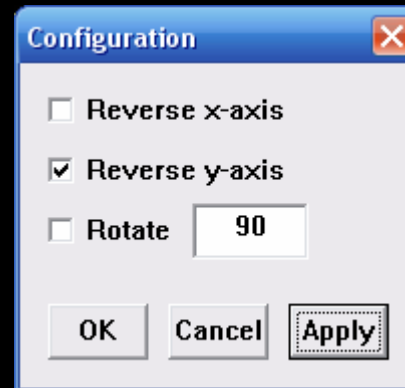 Configuration
Reverse x-axis
Reverse y-axis
Rotate 90
OK Cancel Apply